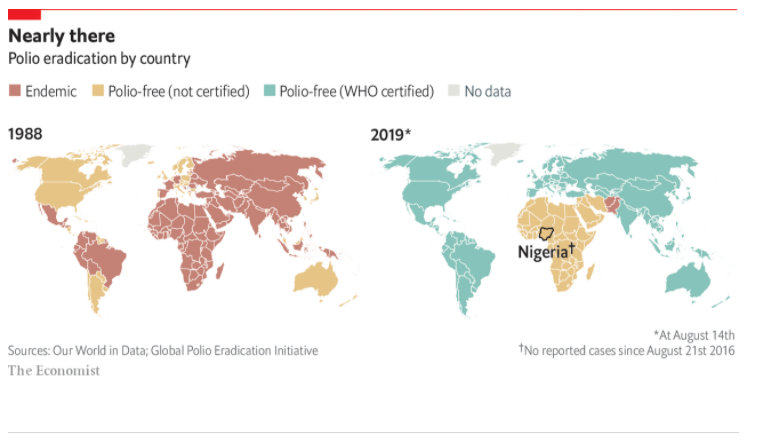 Nearly there
Polio eradication by country
Endemic Polio-free (not certified) Polio-free (WHO certified) No data
1988
2019*
Nigeria†
*At August 14th
†No reported cases since August 21st 2016
Sources: Our World in Data; Global Polio Eradication Initiative
The Economist